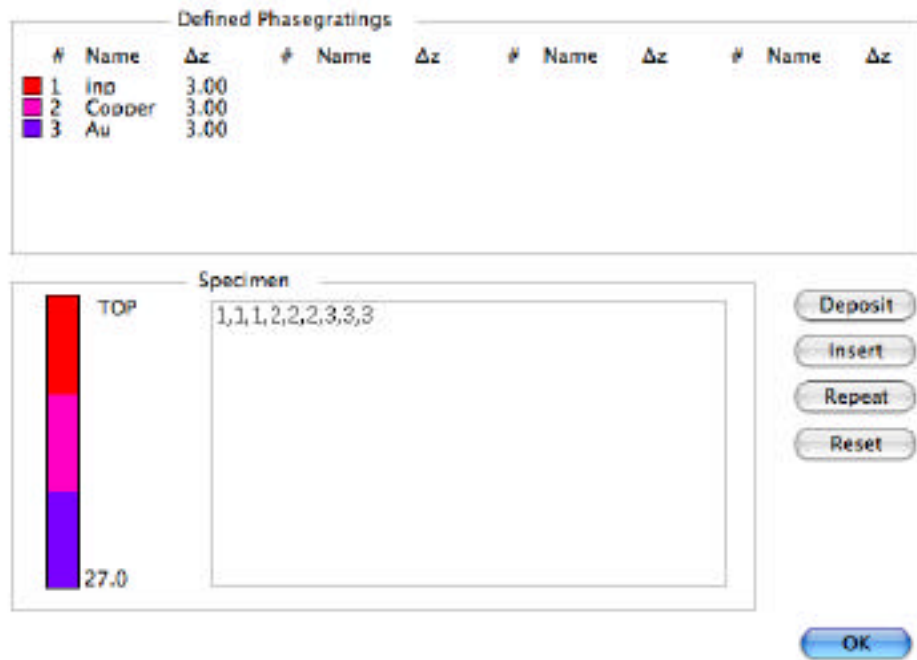 Defined Phasegratings
# Name Δz # Name Δz # Name Δz # Name Δz
1 inp 3.00
2 Copper 3.00
3 Au 3.00
Specimen
TOP
1,1,1,2,2,2,3,3,3
27.0
Deposit
Insert
Repeat
Reset
OK